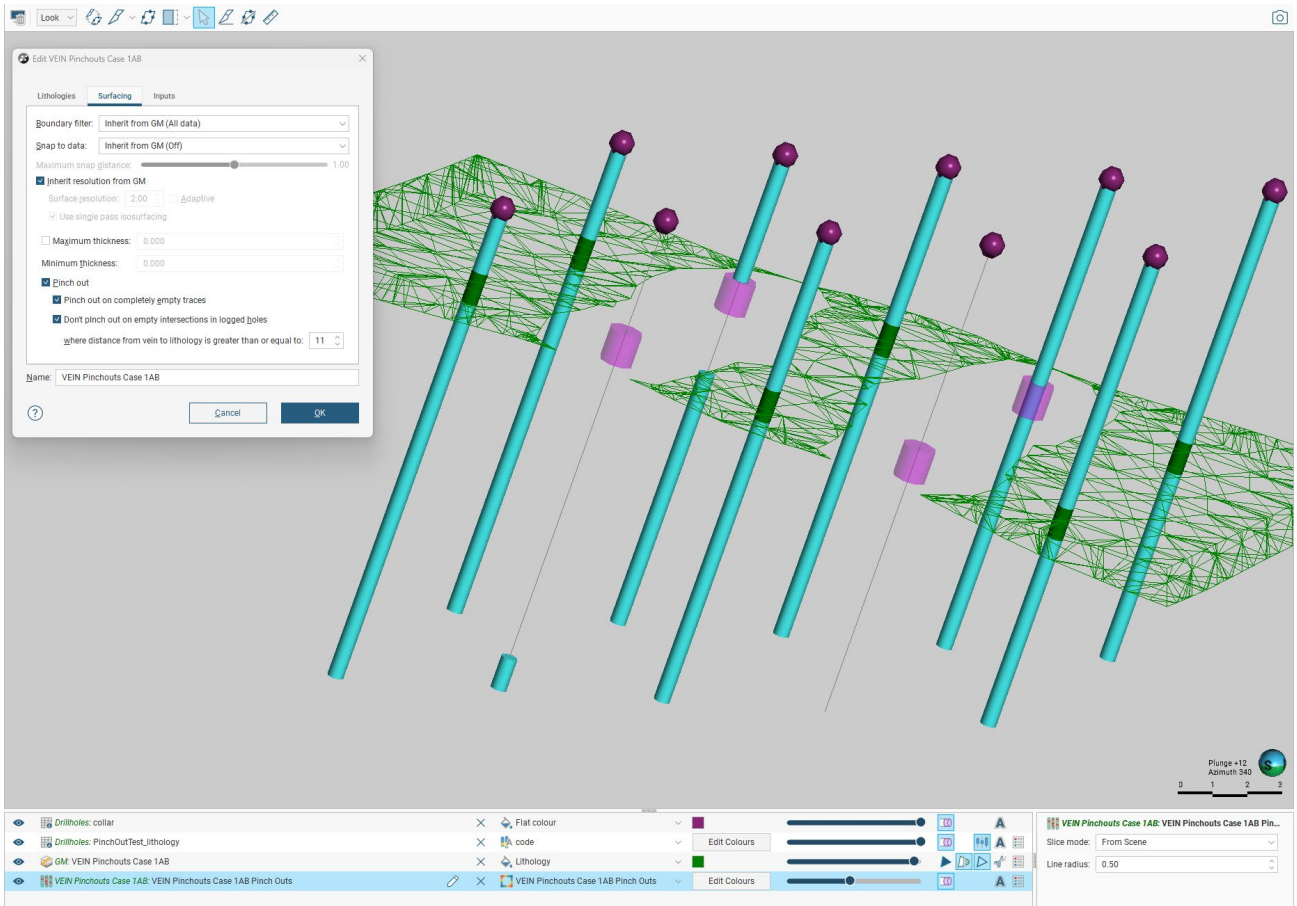 Look
Edit VEIN Pinchouts Case 1AB
Lithologies Surfacing Inputs
Boundary filter: Inherit from GM (All data)
Snap to data: Inherit from GM (Off)
Maximum snap distance: 1.00
Inherit resolution from GM
Surface resolution: 2.00 Adaptive
Use single pass isosurfacing
Maximum thickness: 0.000
Minimum thickness: 0.000
Pinch out
Pinch out on completely empty traces
Don't pinch out on empty intersections in logged holes
where distance from vein to lithology is greater than or equal to: 11
Name: VEIN Pinchouts Case 1AB
? Cancel OK
S
Plunge +12
Azimuth 340
0 1 2 3
Drillholes: collar Flat colour A
Drillholes: PinchOutTest_lithology code Edit Colours A
GM: VEIN Pinchouts Case 1AB Lithology
VEIN Pinchouts Case 1AB: VEIN Pinchouts Case 1AB Pinch Outs VEIN Pinchouts Case 1AB Pinch Outs Edit Colours A
VEIN Pinchouts Case 1AB: VEIN Pinchouts Case 1AB Pin...
Slice mode: From Scene
Line radius: 0.50